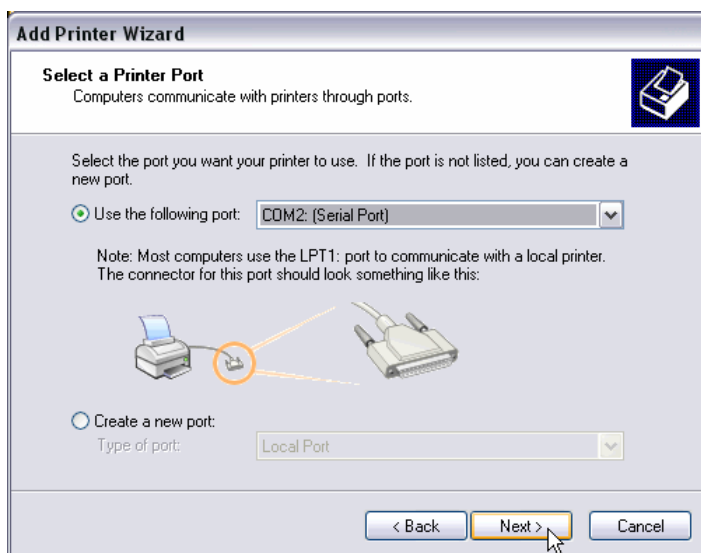 Add Printer Wizard
Select a Printer Port
Computers communicate with printers through ports.
Select the port you want your printer to use.  If the port is not listed, you can create a
new port.
Use the following port: COM2: (Serial Port)
Note: Most computers use the LPT1: port to communicate with a local printer.
The connector for this port should look something like this:
Create a new port:
Type of port: Local Port
< Back Next > Cancel